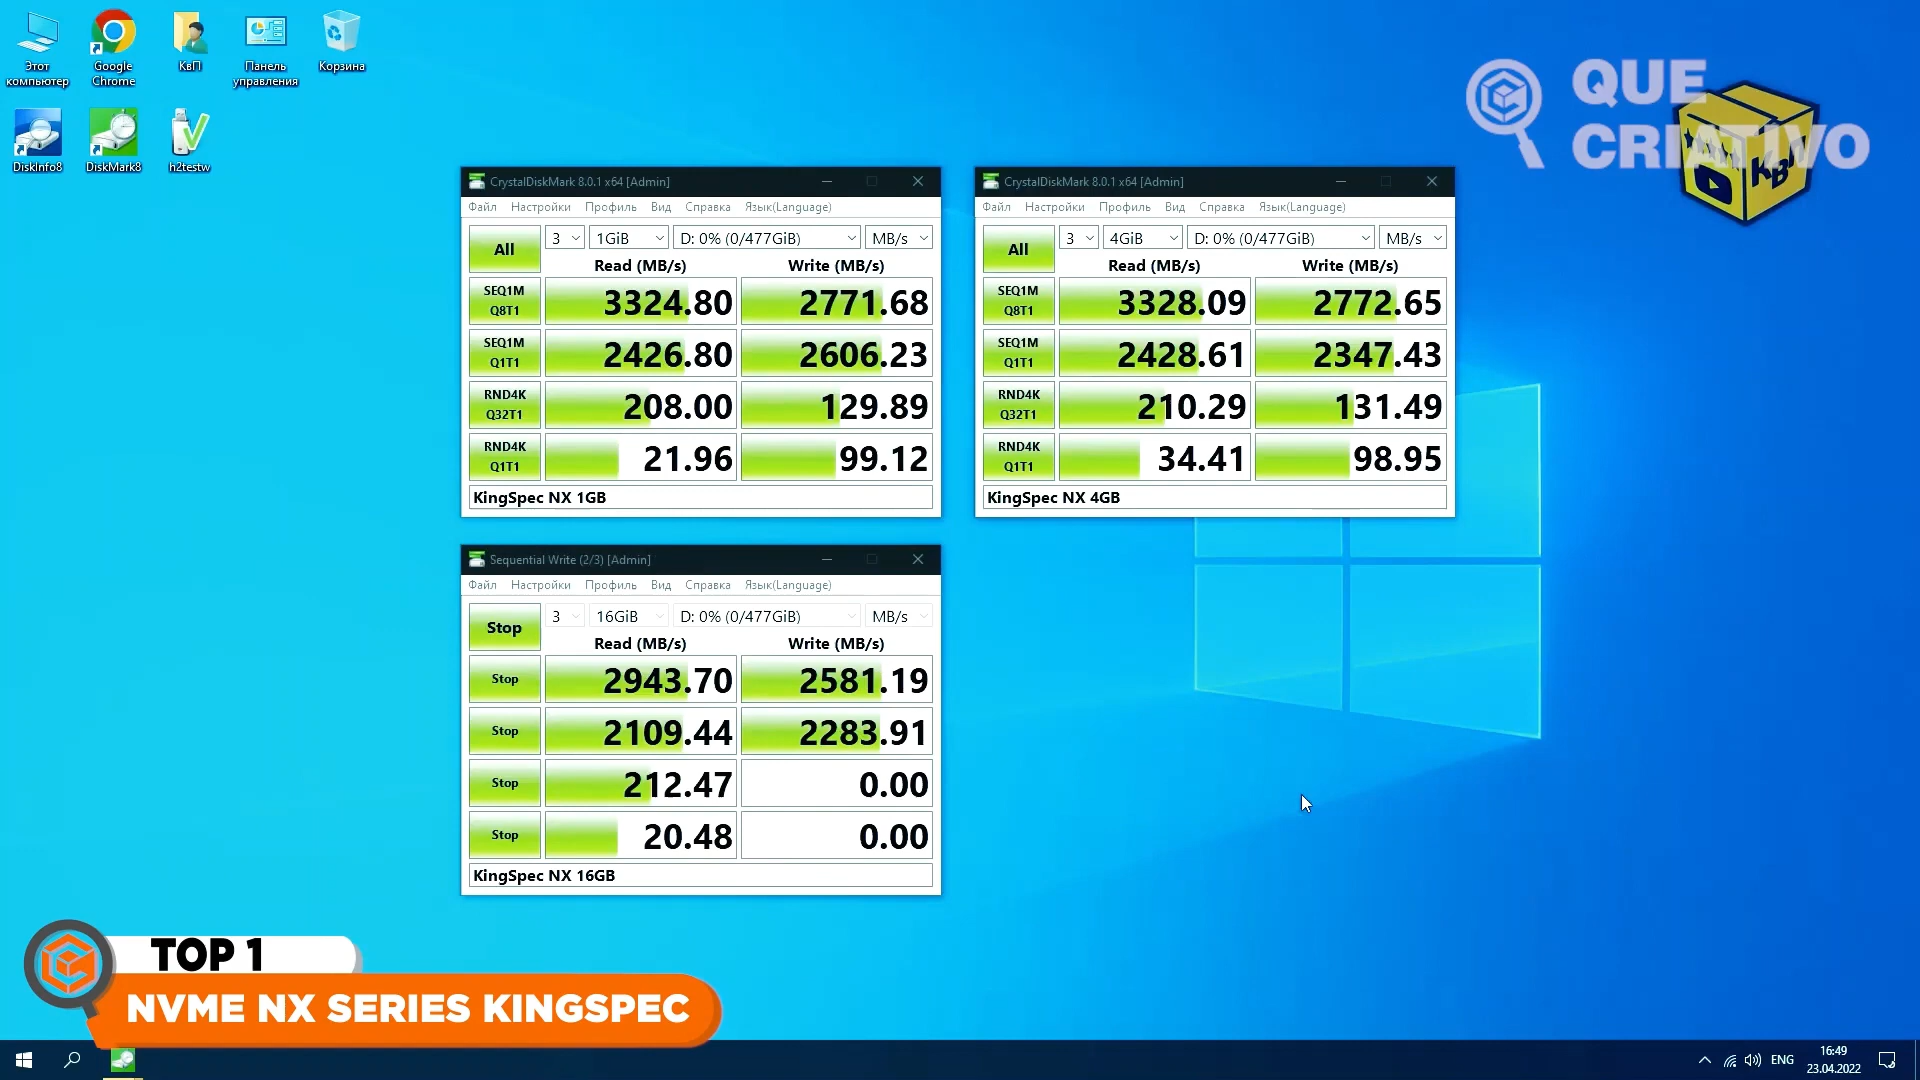 Этот компьютер
Google Chrome
КвП
Панель управления
Корзина
DiskInfo8
DiskMark8
h2testw
QUE
CRIATIVO
KB
CrystalDiskMark 8.0.1 x64 [Admin]
Файл Настройки Профиль Вид Справка Язык(Language)
All 3 1GiB D: 0% (0/477GiB) MB/s
Read (MB/s) Write (MB/s)
SEQ1M Q8T1 3324.80 2771.68
SEQ1M Q1T1 2426.80 2606.23
RND4K Q32T1 208.00 129.89
RND4K Q1T1 21.96 99.12
KingSpec NX 1GB
CrystalDiskMark 8.0.1 x64 [Admin]
Файл Настройки Профиль Вид Справка Язык(Language)
All 3 4GiB D: 0% (0/477GiB) MB/s
Read (MB/s) Write (MB/s)
SEQ1M Q8T1 3328.09 2772.65
SEQ1M Q1T1 2428.61 2347.43
RND4K Q32T1 210.29 131.49
RND4K Q1T1 34.41 98.95
KingSpec NX 4GB
Sequential Write (2/3) [Admin]
Файл Настройки Профиль Вид Справка Язык(Language)
Stop 3 16GiB D: 0% (0/477GiB) MB/s
Read (MB/s) Write (MB/s)
Stop 2943.70 2581.19
Stop 2109.44 2283.91
Stop 212.47 0.00
Stop 20.48 0.00
KingSpec NX 16GB
TOP 1
NVME NX SERIES KINGSPEC
ENG
16:49
23.04.2022